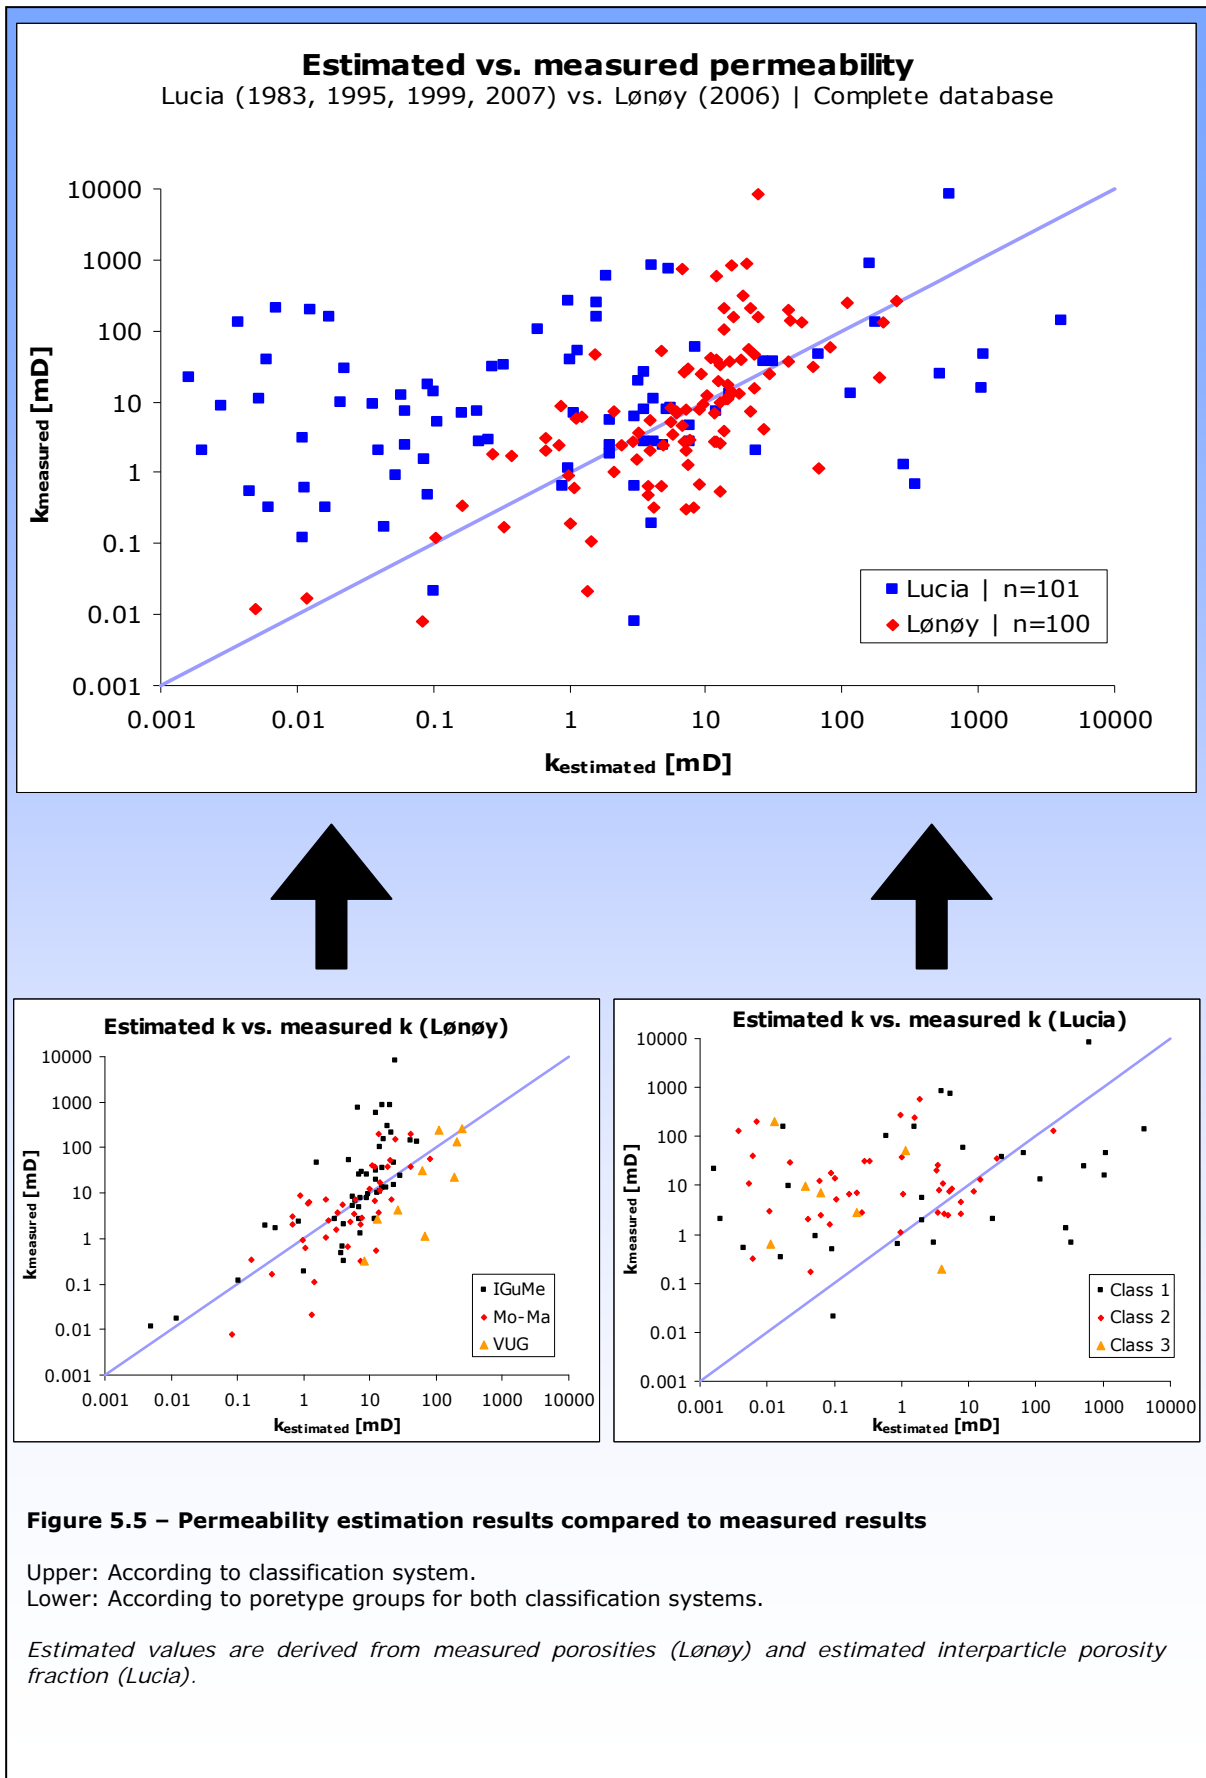 Estimated vs. measured permeability
Lucia (1983, 1995, 1999, 2007) vs. Lønøy (2006) | Complete database
10000
1000
100
10
1
0.1
0.01
0.001
kmeasured [mD]
0.001 0.01 0.1 1 10 100 1000 10000
kestimated [mD]
Lucia | n=101
Lønøy | n=100
Estimated k vs. measured k (Lønøy)
10000
1000
100
10
1
0.1
0.01
0.001
kmeasured [mD]
0.001 0.01 0.1 1 10 100 1000 10000
kestimated [mD]
IGuMe
Mo-Ma
VUG
Estimated k vs. measured k (Lucia)
10000
1000
100
10
1
0.1
0.01
0.001
kmeasured [mD]
0.001 0.01 0.1 1 10 100 1000 10000
kestimated [mD]
Class 1
Class 2
Class 3
Figure 5.5 – Permeability estimation results compared to measured results
Upper: According to classification system.
Lower: According to poretype groups for both classification systems.
Estimated values are derived from measured porosities (Lønøy) and estimated interparticle porosity
fraction (Lucia).